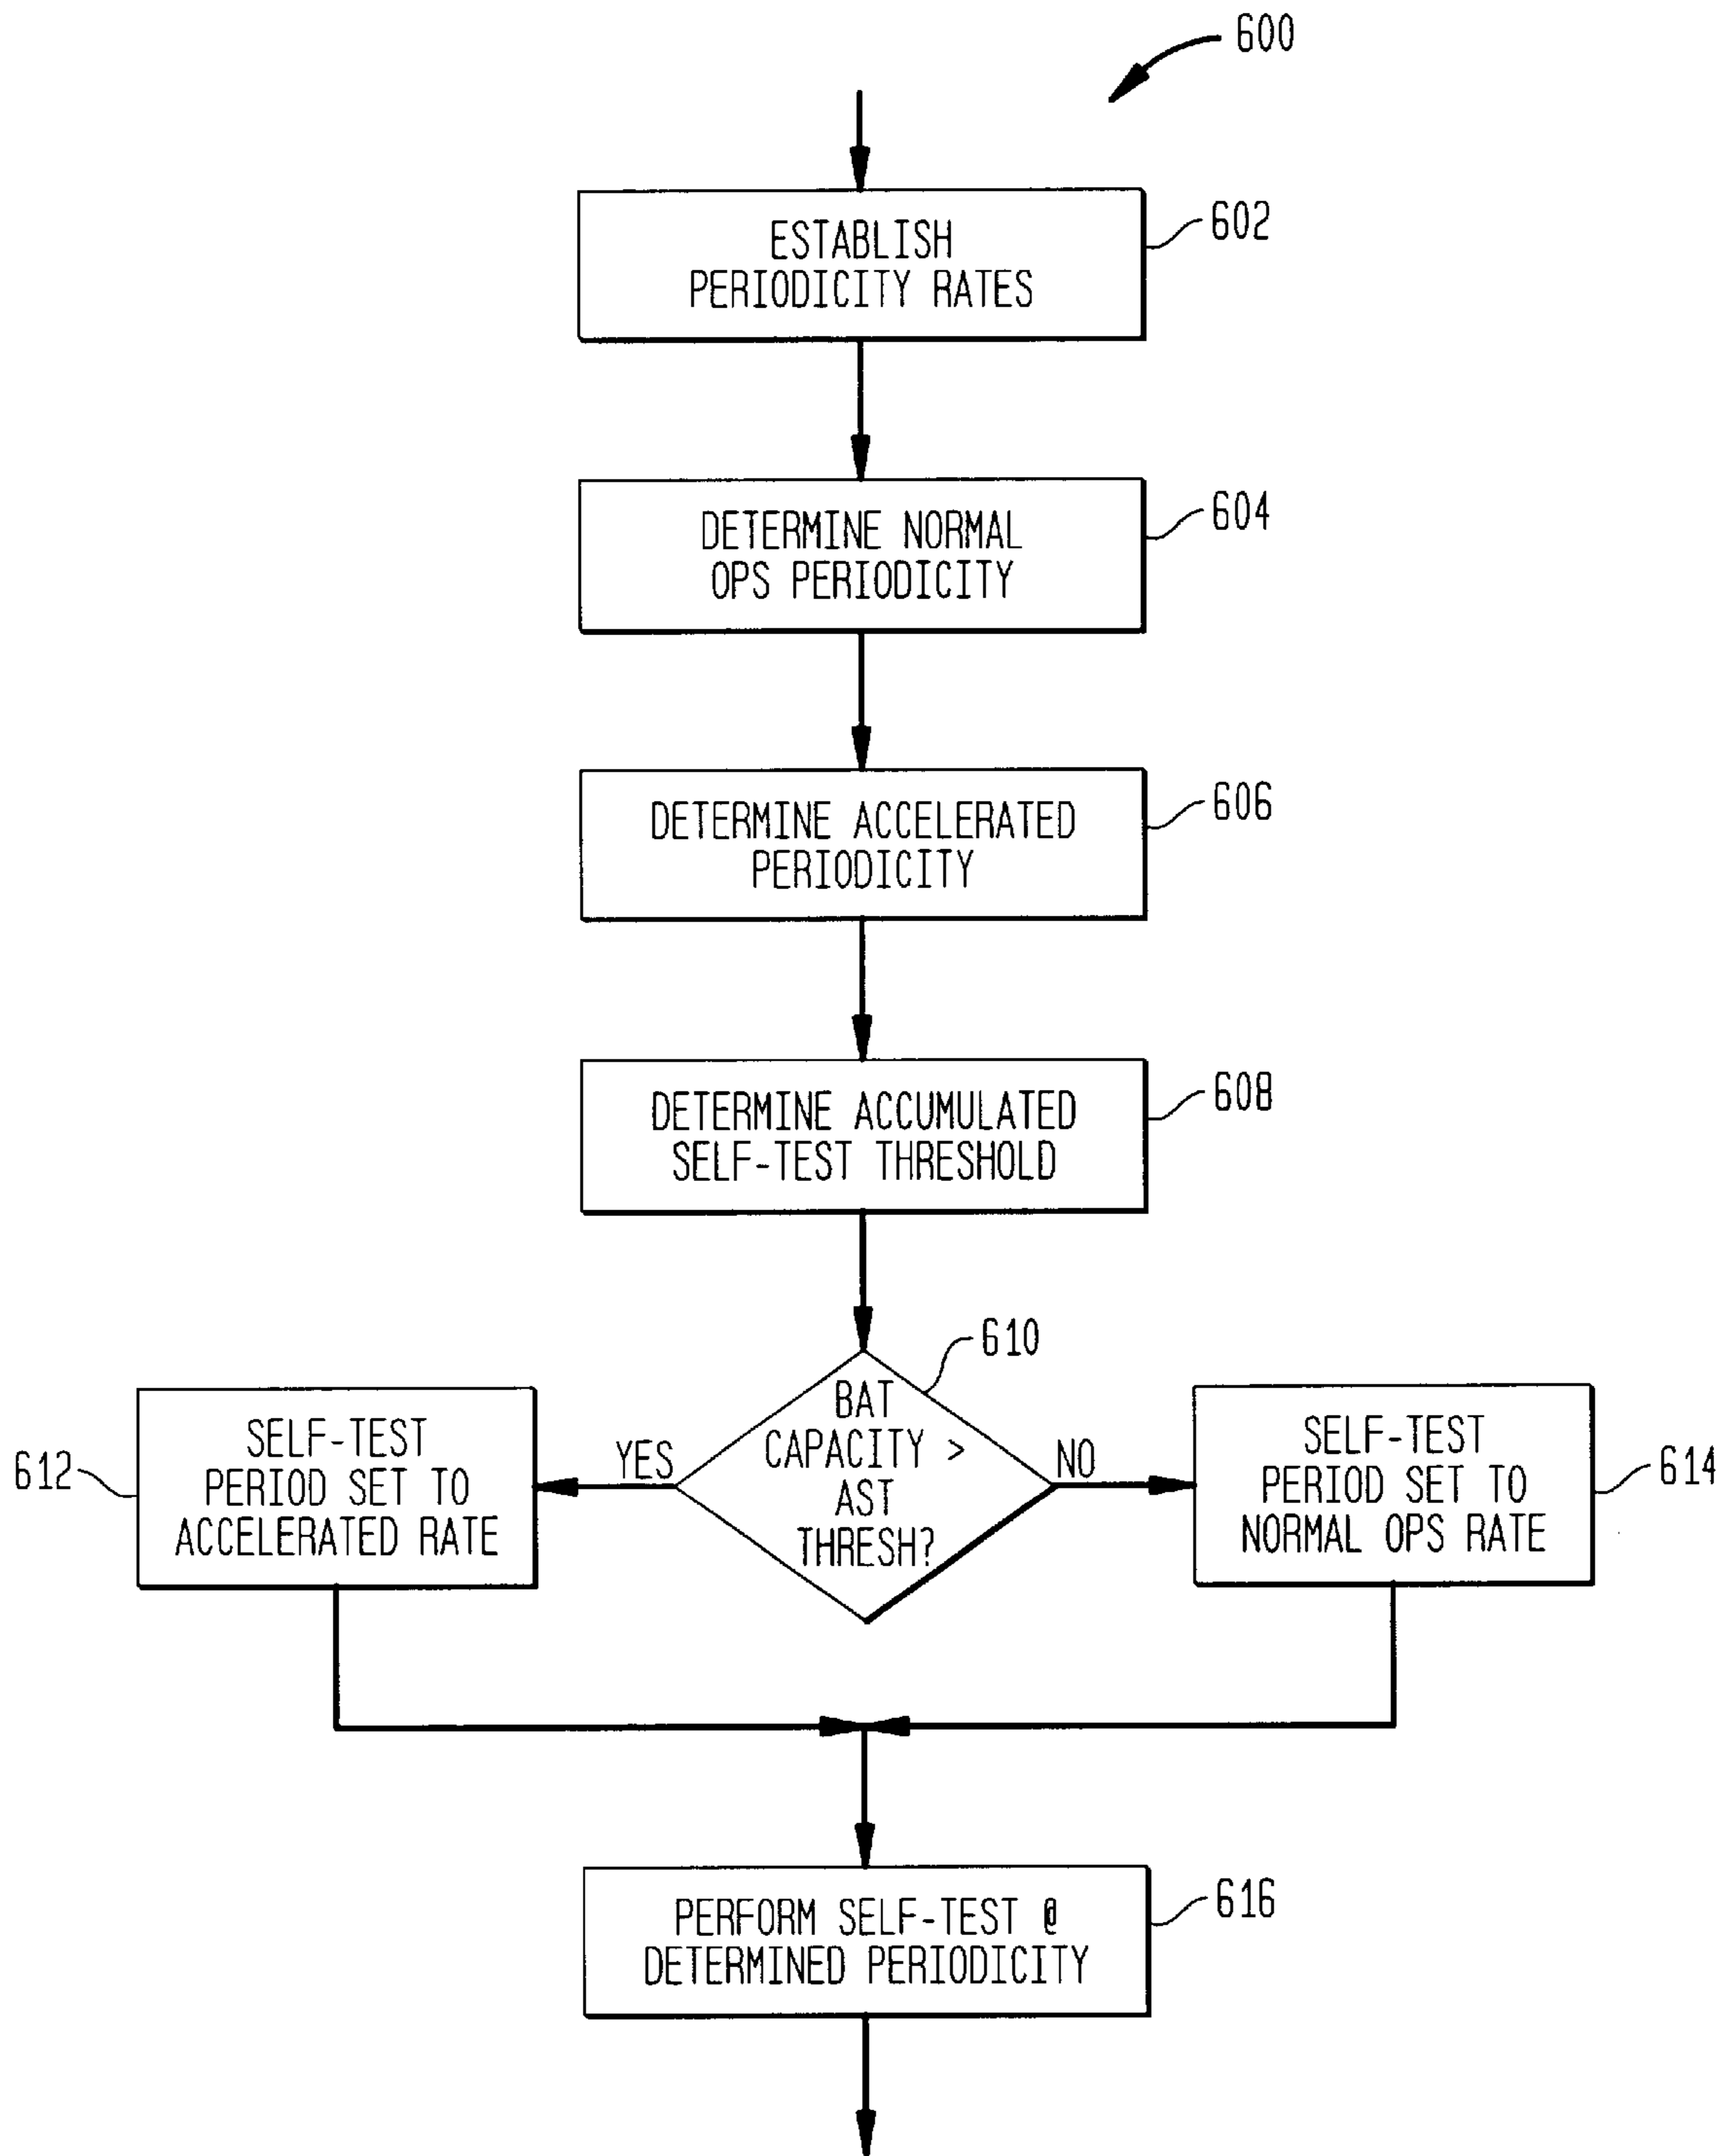 600
ESTABLISH
PERIODICITY RATES
602
DETERMINE NORMAL
OPS PERIODICITY
604
DETERMINE ACCELERATED
PERIODICITY
606
DETERMINE ACCUMULATED
SELF-TEST THRESHOLD
608
610
BAT
CAPACITY >
AST
THRESH?
YES
NO
612
SELF-TEST
PERIOD SET TO
ACCELERATED RATE
SELF-TEST
PERIOD SET TO
NORMAL OPS RATE
614
PERFORM SELF-TEST @
DETERMINED PERIODICITY
616